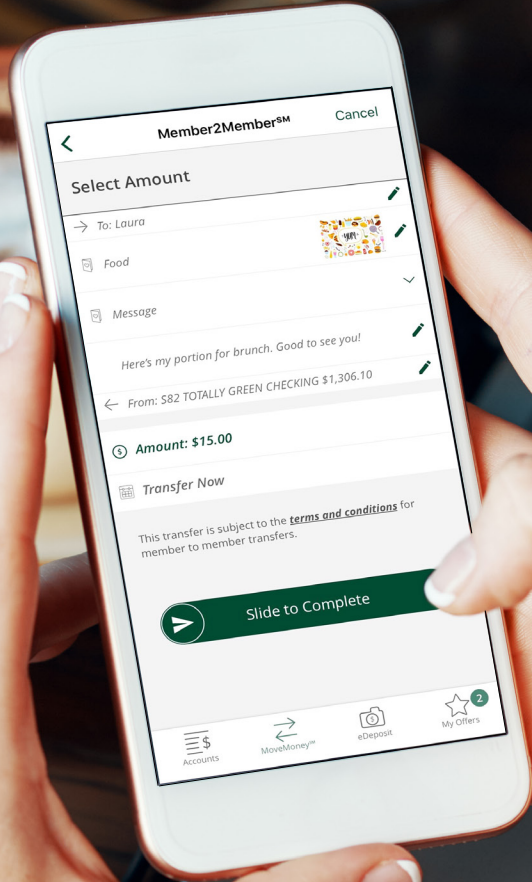 Member2Member℠
Cancel
Select Amount
To: Laura
Food
YUM!
Message
Here's my portion for brunch. Good to see you!
From: S82 TOTALLY GREEN CHECKING $1,306.10
$
Amount: $15.00
Transfer Now
This transfer is subject to the terms and conditions for
member to member transfers.
Slide to Complete
2
$
$
Accounts
MoveMoney℠
eDeposit
My Offers